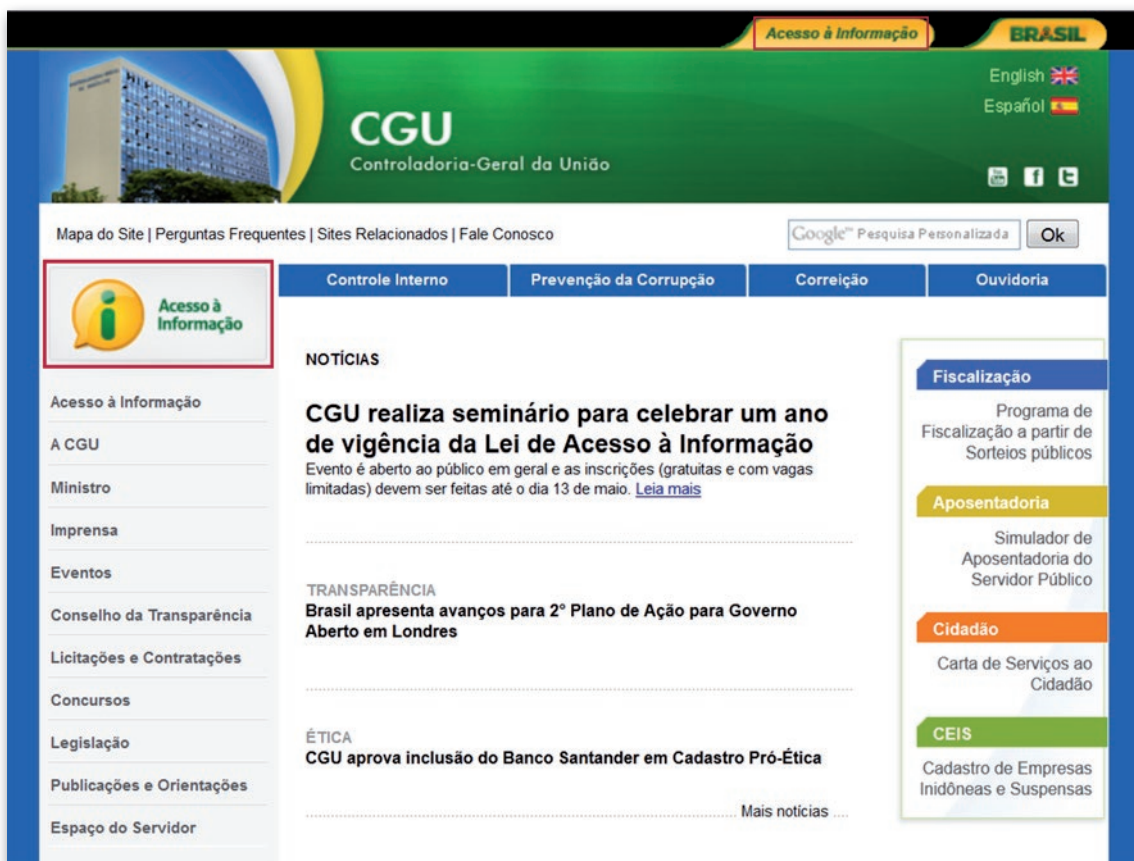 Acesso à Informação
BRASIL
English
Español
CGU
Controladoria-Geral da União
Mapa do Site | Perguntas Frequentes | Sites Relacionados | Fale Conosco
Google™ Pesquisa Personalizada
Ok
Acesso à
Informação
Controle Interno
Prevenção da Corrupção
Correição
Ouvidoria
Acesso à Informação
A CGU
Ministro
Imprensa
Eventos
Conselho da Transparência
Licitações e Contratações
Concursos
Legislação
Publicações e Orientações
Espaço do Servidor
NOTÍCIAS
CGU realiza seminário para celebrar um ano
de vigência da Lei de Acesso à Informação
Evento é aberto ao público em geral e as inscrições (gratuitas e com vagas
limitadas) devem ser feitas até o dia 13 de maio. Leia mais
TRANSPARÊNCIA
Brasil apresenta avanços para 2º Plano de Ação para Governo
Aberto em Londres
ÉTICA
CGU aprova inclusão do Banco Santander em Cadastro Pró-Ética
Mais notícias
Fiscalização
Programa de
Fiscalização a partir de
Sorteios públicos
Aposentadoria
Simulador de
Aposentadoria do
Servidor Público
Cidadão
Carta de Serviços ao
Cidadão
CEIS
Cadastro de Empresas
Inidôneas e Suspensas